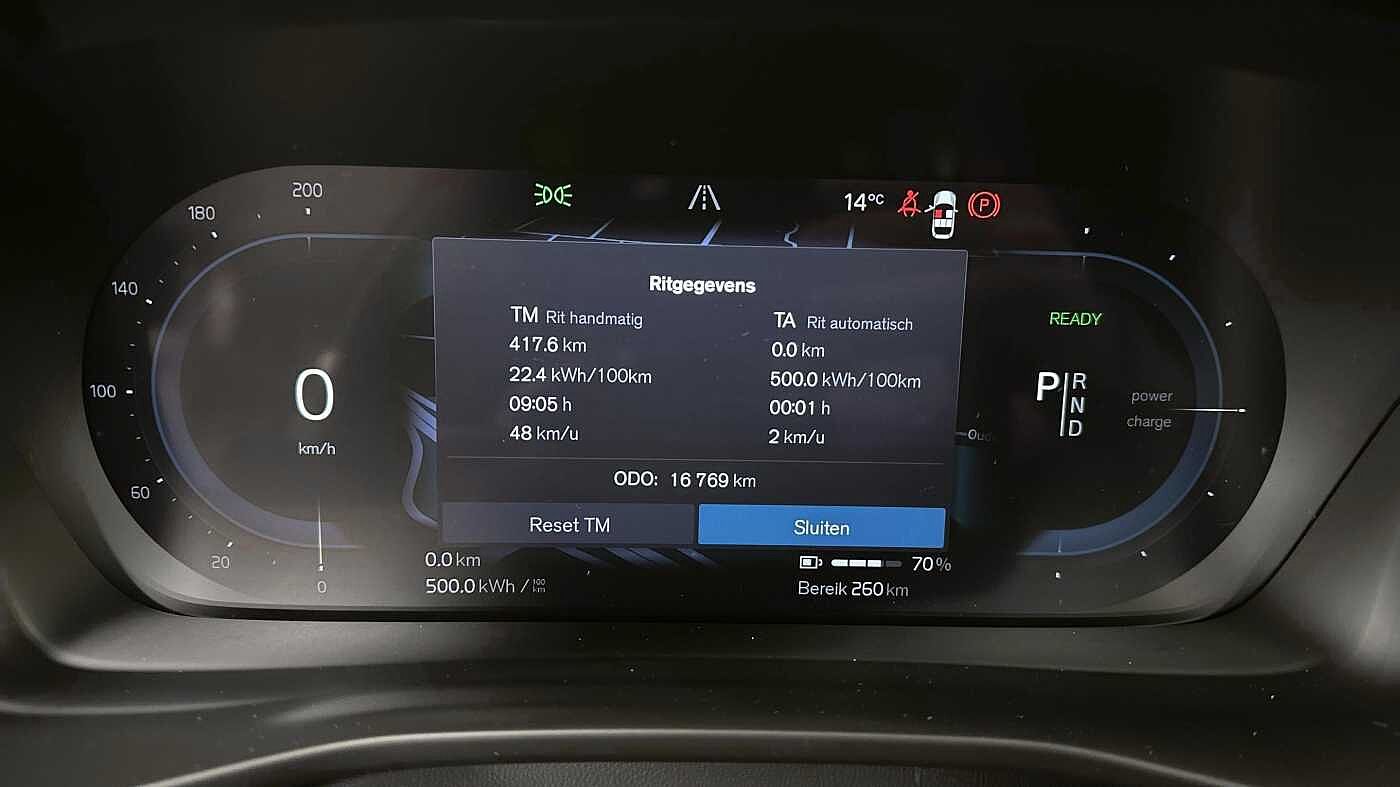 200
180
140
100
60
20
0
0
km/h
14°C
P
Ritgegevens
TM Rit handmatig
417.6 km
22.4 kWh/100km
09:05 h
48 km/u
TA Rit automatisch
0.0 km
500.0 kWh/100km
00:01 h
2 km/u
ODO: 16 769 km
Reset TM
Sluiten
0.0 km
500.0 kWh / 100 km
70 %
Bereik 260 km
READY
P R
N
D
power
charge